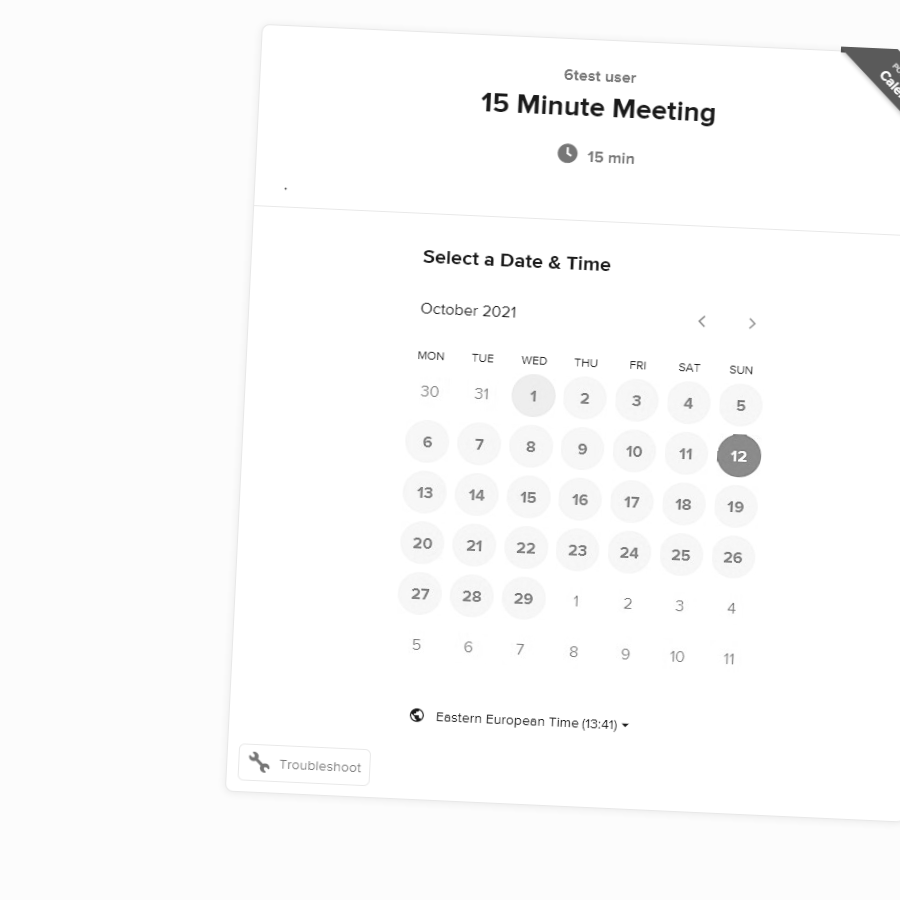 6test user
15 Minute Meeting
15 min
Select a Date & Time
October 2021
MON TUE WED THU FRI SAT SUN
30 31 1 2 3 4 5
6 7 8 9 10 11 12
13 14 15 16 17 18 19
20 21 22 23 24 25 26
27 28 29 1 2 3 4
5 6 7 8 9 10 11
Eastern European Time (13:41)
Troubleshoot